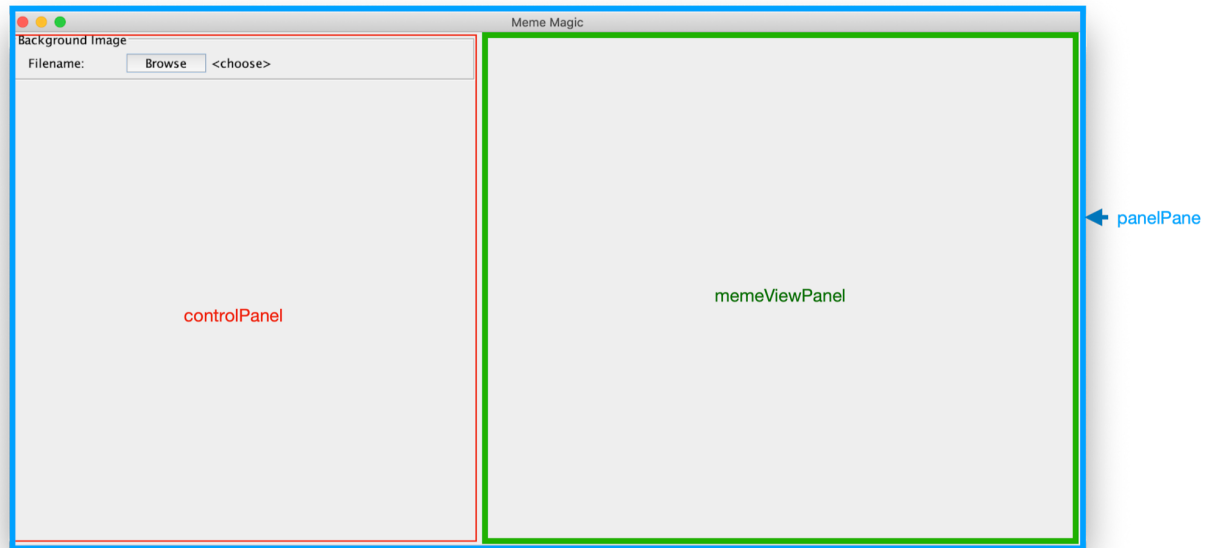 Meme Magic
Background Image
Filename: Browse <choose>
panelPane
memeViewPanel
controlPanel